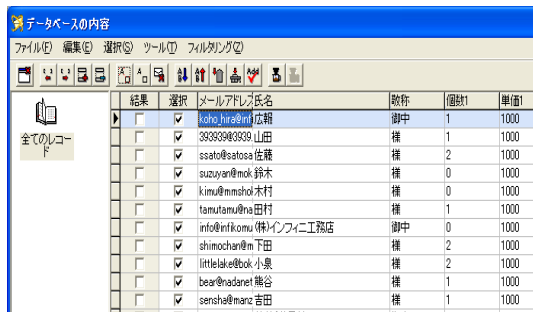 データベースの内容
ファイル(F) 編集(E) 選択(S) ツール(T) フィルタリング(Z)
結果 選択 メールアドレス 氏名 敬称 個数1 単価1
全てのレコード
koho_hira@inf 広報 御中 1 1000
393939@3939. 山田 様 1 1000
ssato@satosa 佐藤 様 2 1000
suzuyan@mok 鈴木 様 0 1000
kimu@mmshol 木村 様 0 1000
tamutamu@na 田村 様 1 1000
info@infikomu (株)インフィニ工務店 御中 0 1000
shimochan@m 下田 様 2 1000
littlelake@bok 小泉 様 2 1000
bear@nadanet 熊谷 様 1 1000
sensha@manz 吉田 様 1 1000